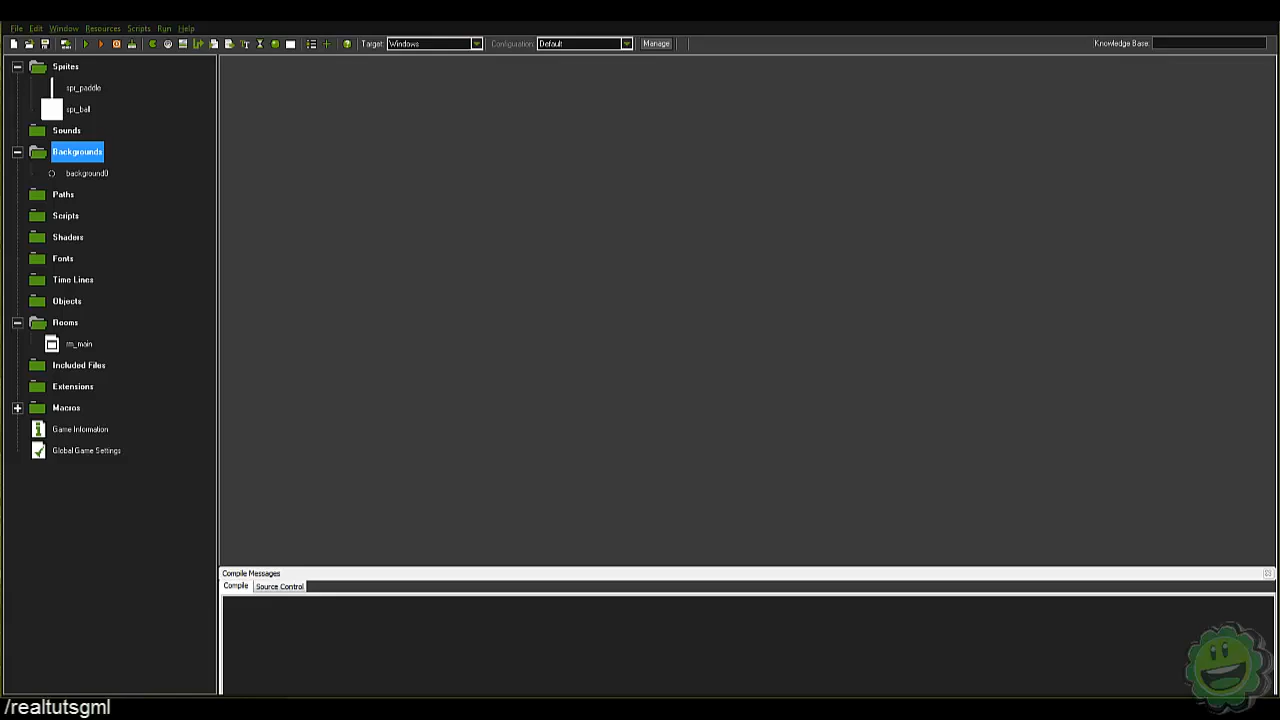 File Edit Window Resources Scripts Run Help
Target: Windows Configuration: Default Manage Knowledge Base:
Sprites
spr_paddle
spr_ball
Sounds
Backgrounds
background0
Paths
Scripts
Shaders
Fonts
Time Lines
Objects
Rooms
rm_main
Included Files
Extensions
Macros
Game Information
Global Game Settings
Compile Messages
Compile Source Control
/realtutsgml